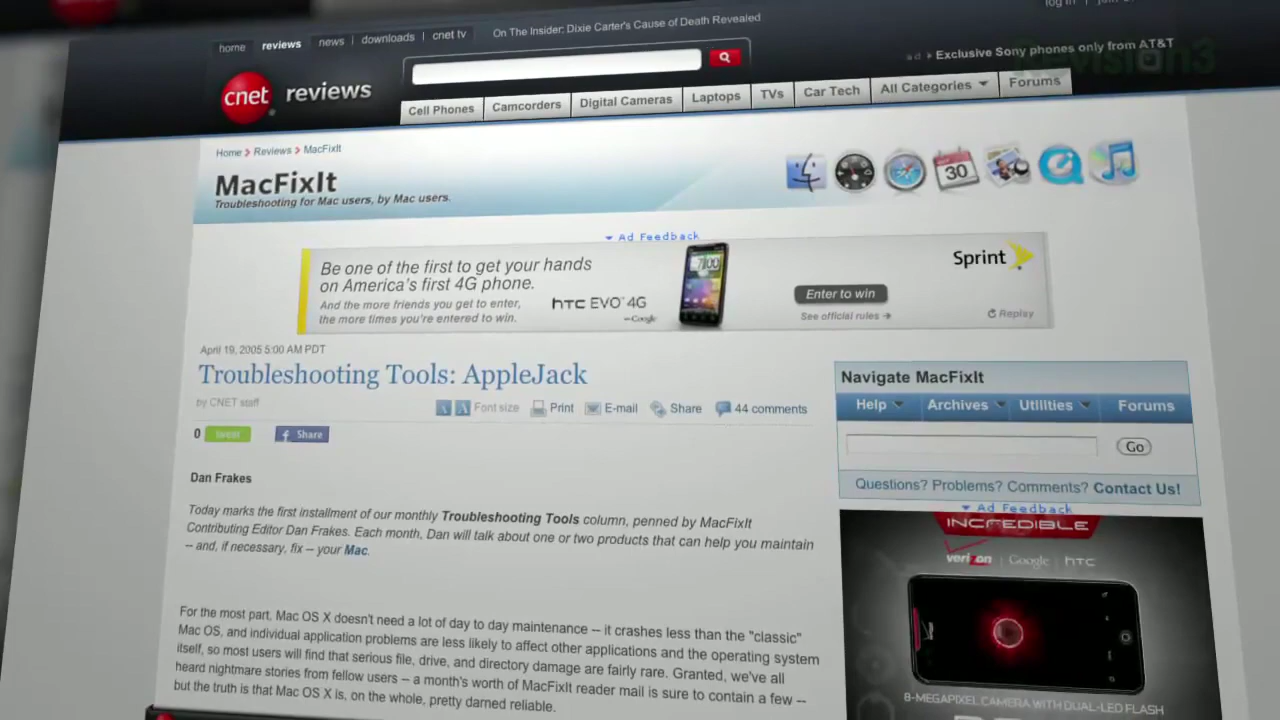 log in
home reviews news downloads cnet tv On The Insider: Dixie Carter's Cause of Death Revealed
ad Exclusive Sony phones only from AT&T
Revision3
cnet reviews
Cell Phones Camcorders Digital Cameras Laptops TVs Car Tech All Categories Forums
Home > Reviews > MacFixIt
MacFixIt
Troubleshooting for Mac users, by Mac users.
30
Ad Feedback
Be one of the first to get your hands
on America's first 4G phone.
And the more friends you get to enter,
the more times you're entered to win.
HTC EVO 4G
Google
7:00
Enter to win
See official rules
Sprint
Replay
April 19, 2005 5:00 AM PDT
Troubleshooting Tools: AppleJack
by CNET staff
A A Font size Print E-mail Share 44 comments
0 tweet f Share
Dan Frakes
Today marks the first installment of our monthly Troubleshooting Tools column, penned by MacFixIt
Contributing Editor Dan Frakes. Each month, Dan will talk about one or two products that can help you maintain
-- and, if necessary, fix -- your Mac.
For the most part, Mac OS X doesn't need a lot of day to day maintenance -- it crashes less than the "classic"
Mac OS, and individual application problems are less likely to affect other applications and the operating system
itself, so most users will find that serious file, drive, and directory damage are fairly rare. Granted, we've all
heard nightmare stories from fellow users -- a month's worth of MacFixIt reader mail is sure to contain a few --
but the truth is that Mac OS X is, on the whole, pretty darned reliable.
Navigate MacFixIt
Help Archives Utilities Forums
Go
Questions? Problems? Comments? Contact Us!
Ad Feedback
INCREDIBLE
verizon Google htc
8-MEGAPIXEL CAMERA WITH DUAL-LED FLASH